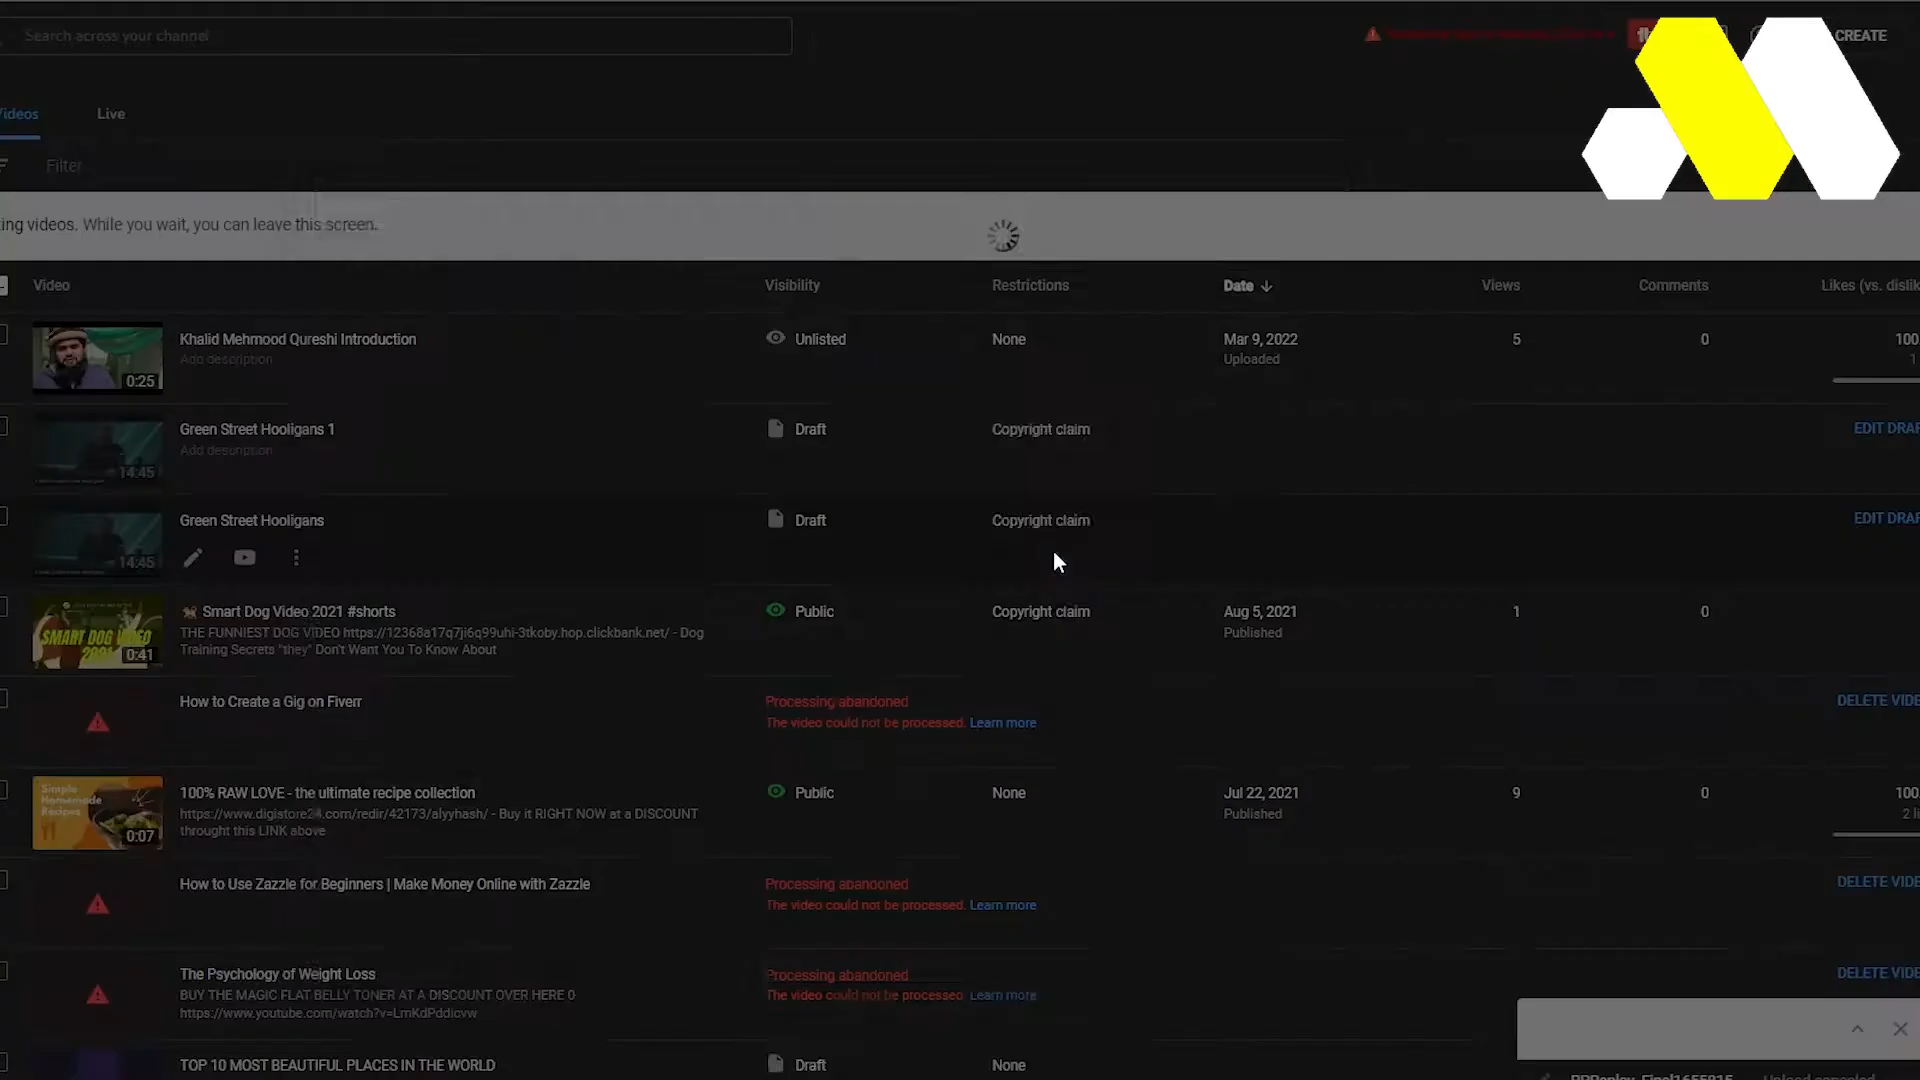 Search across your channel
CREATE
Videos
Live
Filter
ing videos. While you wait, you can leave this screen.
Video
Visibility
Restrictions
Date
Views
Comments
Likes (vs. dislik
0:25
Khalid Mehmood Qureshi Introduction
Add description
Unlisted
None
Mar 9, 2022
Uploaded
5
0
100.
1
14:45
Green Street Hooligans 1
Add description
Draft
Copyright claim
EDIT DRAF
14:45
Green Street Hooligans
Draft
Copyright claim
EDIT DRAF
SMART DOG VIDEO
2021
0:41
Smart Dog Video 2021 #shorts
THE FUNNIEST DOG VIDEO https://12368a17q7ji6q99uhi-3tkoby.hop.clickbank.net/ - Dog
Training Secrets "they" Don't Want You To Know About
Public
Copyright claim
Aug 5, 2021
Published
1
0
How to Create a Gig on Fiverr
Processing abandoned
The video could not be processed. Learn more
DELETE VIDE
Simple
Homemade
Recipes
0:07
100% RAW LOVE - the ultimate recipe collection
https://www.digistore24.com/redir/42173/alyyhash/ - Buy it RIGHT NOW at a DISCOUNT
throught this LINK above
Public
None
Jul 22, 2021
Published
9
0
100.
2 li
How to Use Zazzle for Beginners | Make Money Online with Zazzle
Processing abandoned
The video could not be processed. Learn more
DELETE VIDE
The Psychology of Weight Loss
BUY THE MAGIC FLAT BELLY TONER AT A DISCOUNT OVER HERE 0
https://www.youtube.com/watch?v=LmKdPddicvw
Processing abandoned
The video could not be processed. Learn more
DELETE VIDE
TOP 10 MOST BEAUTIFUL PLACES IN THE WORLD
Draft
None